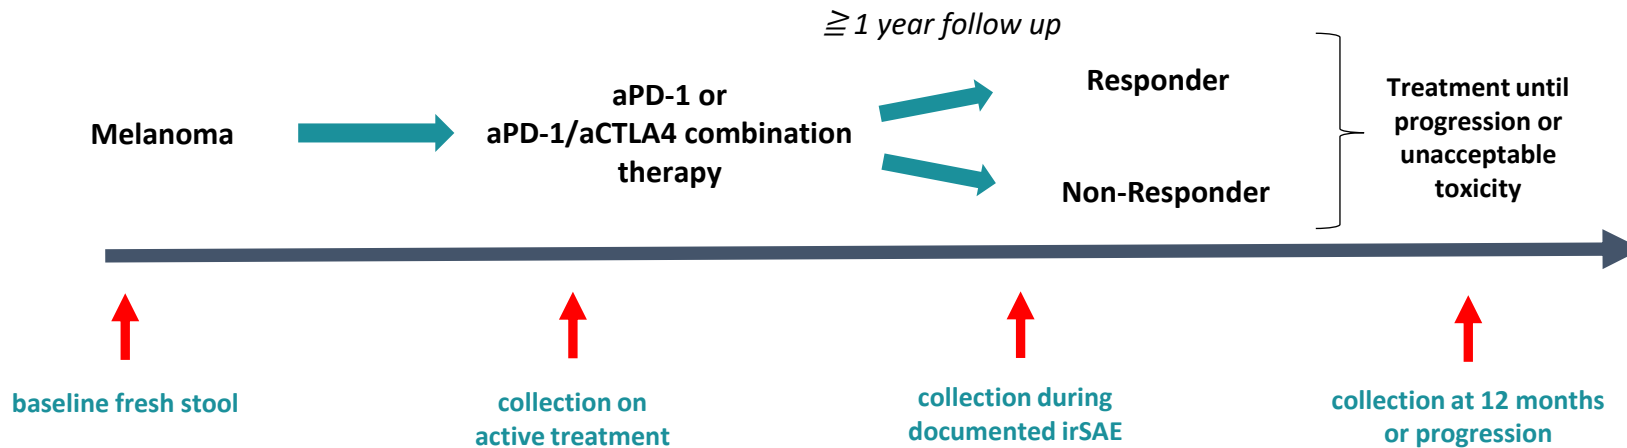 ≧ 1 year follow up
Melanoma
aPD-1 or
aPD-1/aCTLA4 combination
therapy
Responder
Non-Responder
Treatment until
progression or
unacceptable
toxicity
baseline fresh stool
collection on
active treatment
collection during
documented irSAE
collection at 12 months
or progression